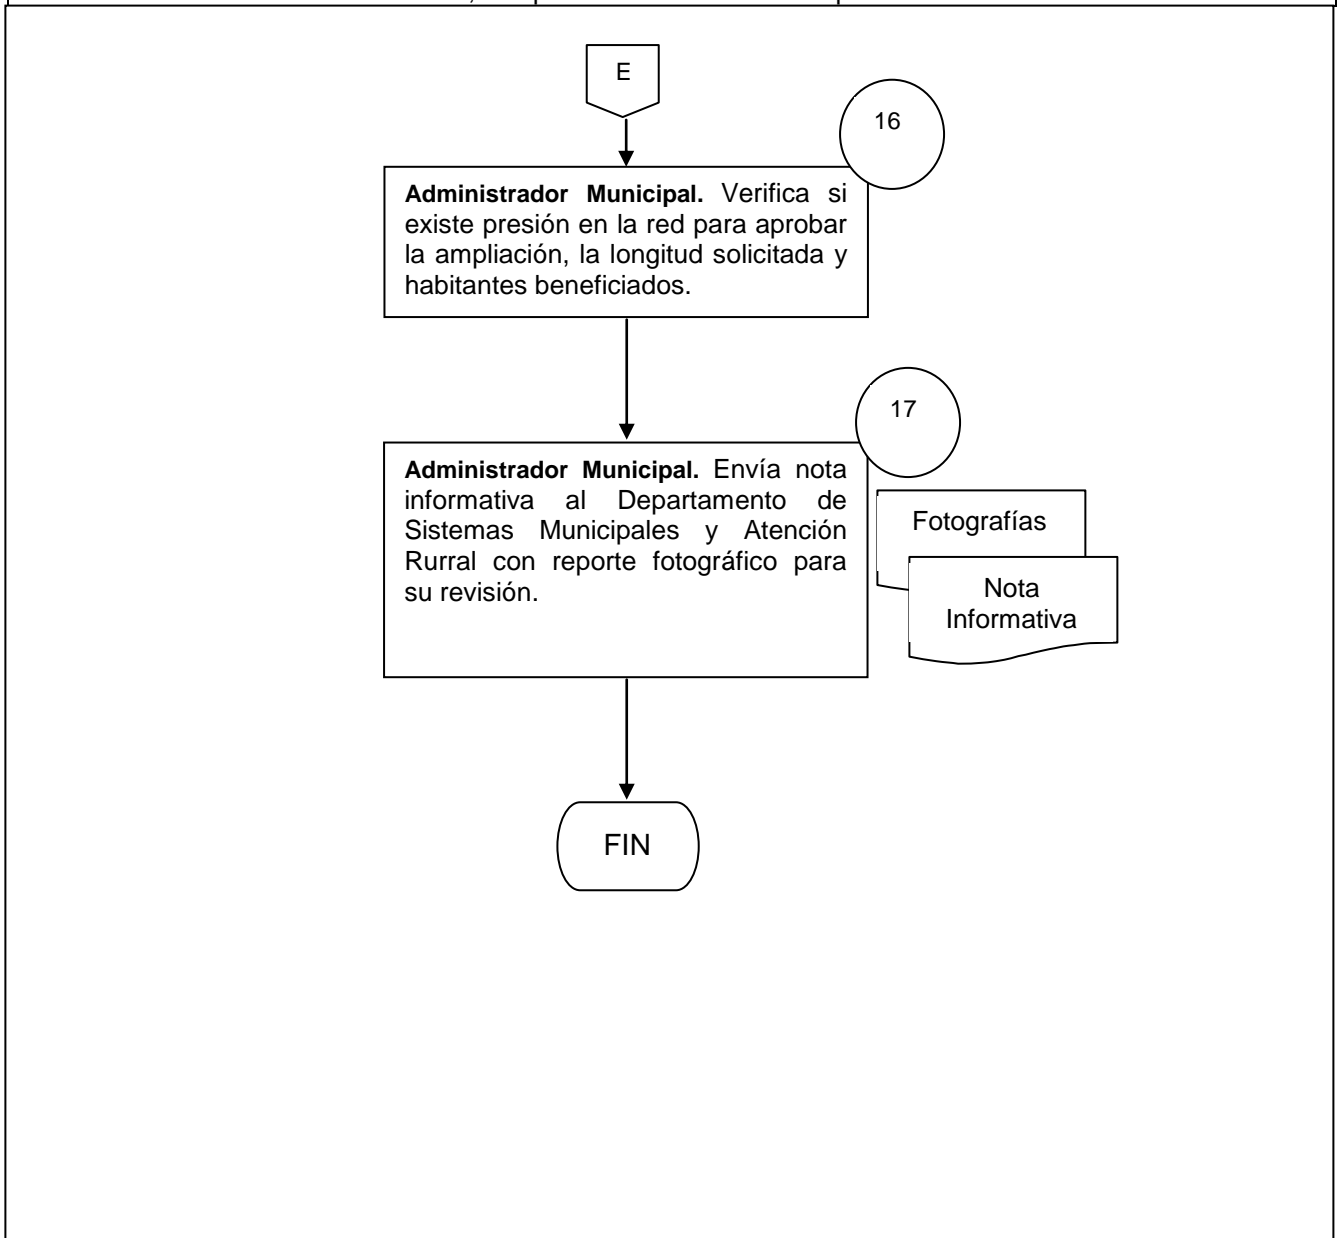 E
16
Administrador Municipal. Verifica si
existe presión en la red para aprobar
la ampliación, la longitud solicitada y
habitantes beneficiados.
17
Administrador Municipal. Envía nota
informativa al Departamento de
Sistemas Municipales y Atención
Rurral con reporte fotográfico para
su revisión.
Fotografías
Nota
Informativa
FIN